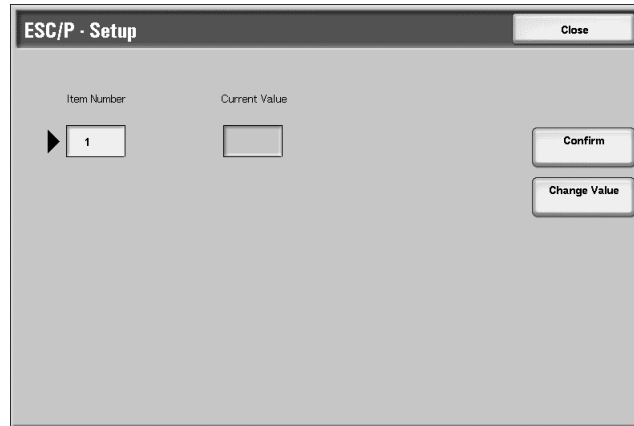 ESC/P - Setup
Close
Item Number
Current Value
1
Confirm
Change Value